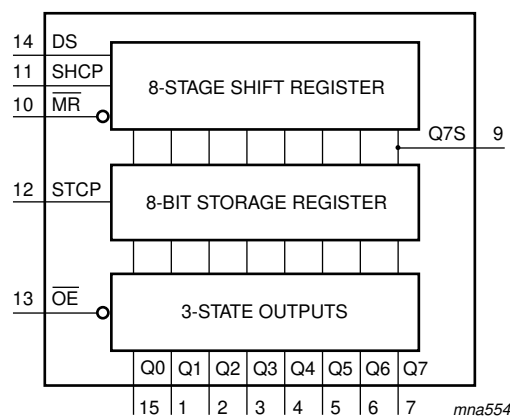 14 DS
11 SHCP
10 MR
8-STAGE SHIFT REGISTER
Q7S 9
12 STCP
8-BIT STORAGE REGISTER
13 OE
3-STATE OUTPUTS
Q0 Q1 Q2 Q3 Q4 Q5 Q6 Q7
15 1 2 3 4 5 6 7
mna554